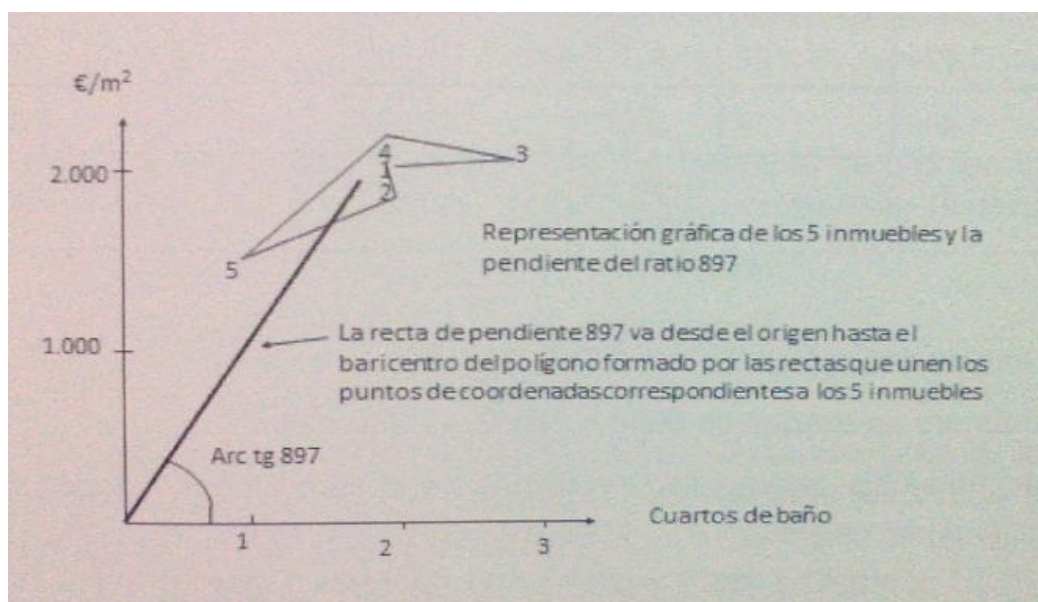 €/m²
4
3
1
2.000
2
Representación gráfica de los 5 inmuebles y la
pendiente del ratio 897
5
1.000
La recta de pendiente 897 va desde el origen hasta el
baricentro del polígono formado por las rectas que unen los
puntos de coordenadas correspondientes a los 5 inmuebles
Arc tg 897
Cuartos de baño
1
2
3